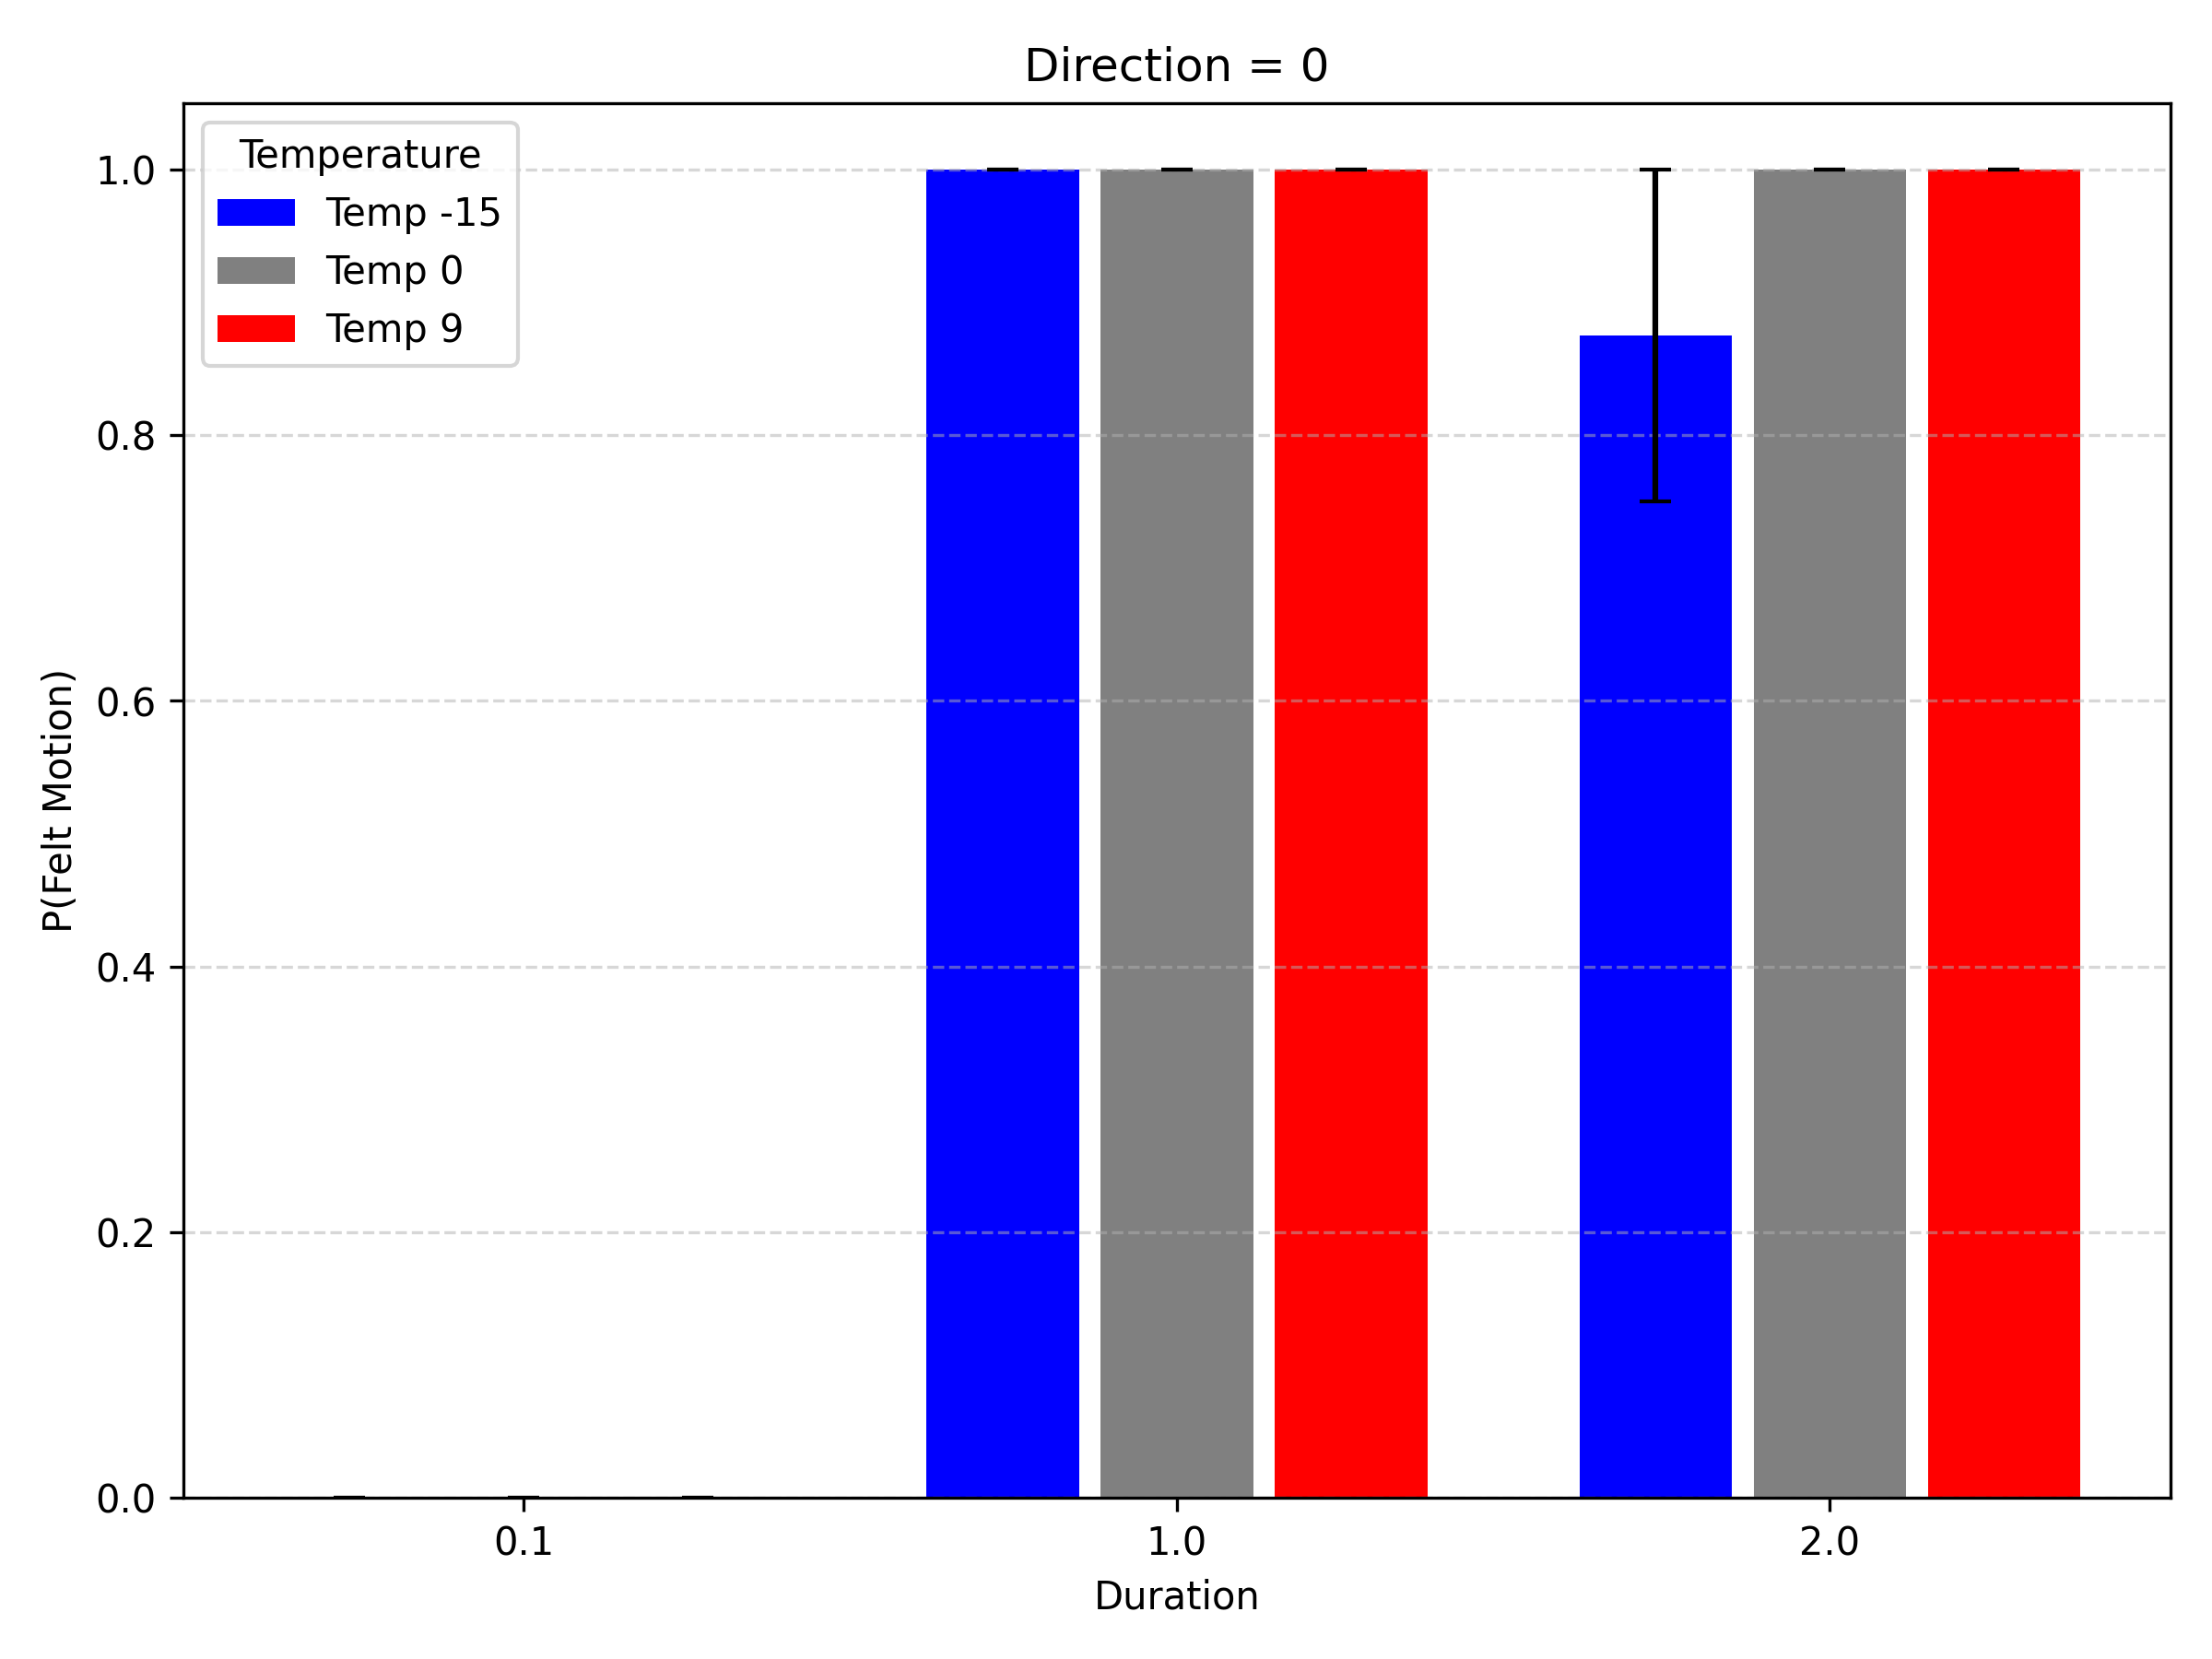 Direction = 0
Temperature
Temp -15
Temp 0
Temp 9
1.0
0.8
0.6
0.4
0.2
0.0
P(Felt Motion)
0.1 1.0 2.0
Duration